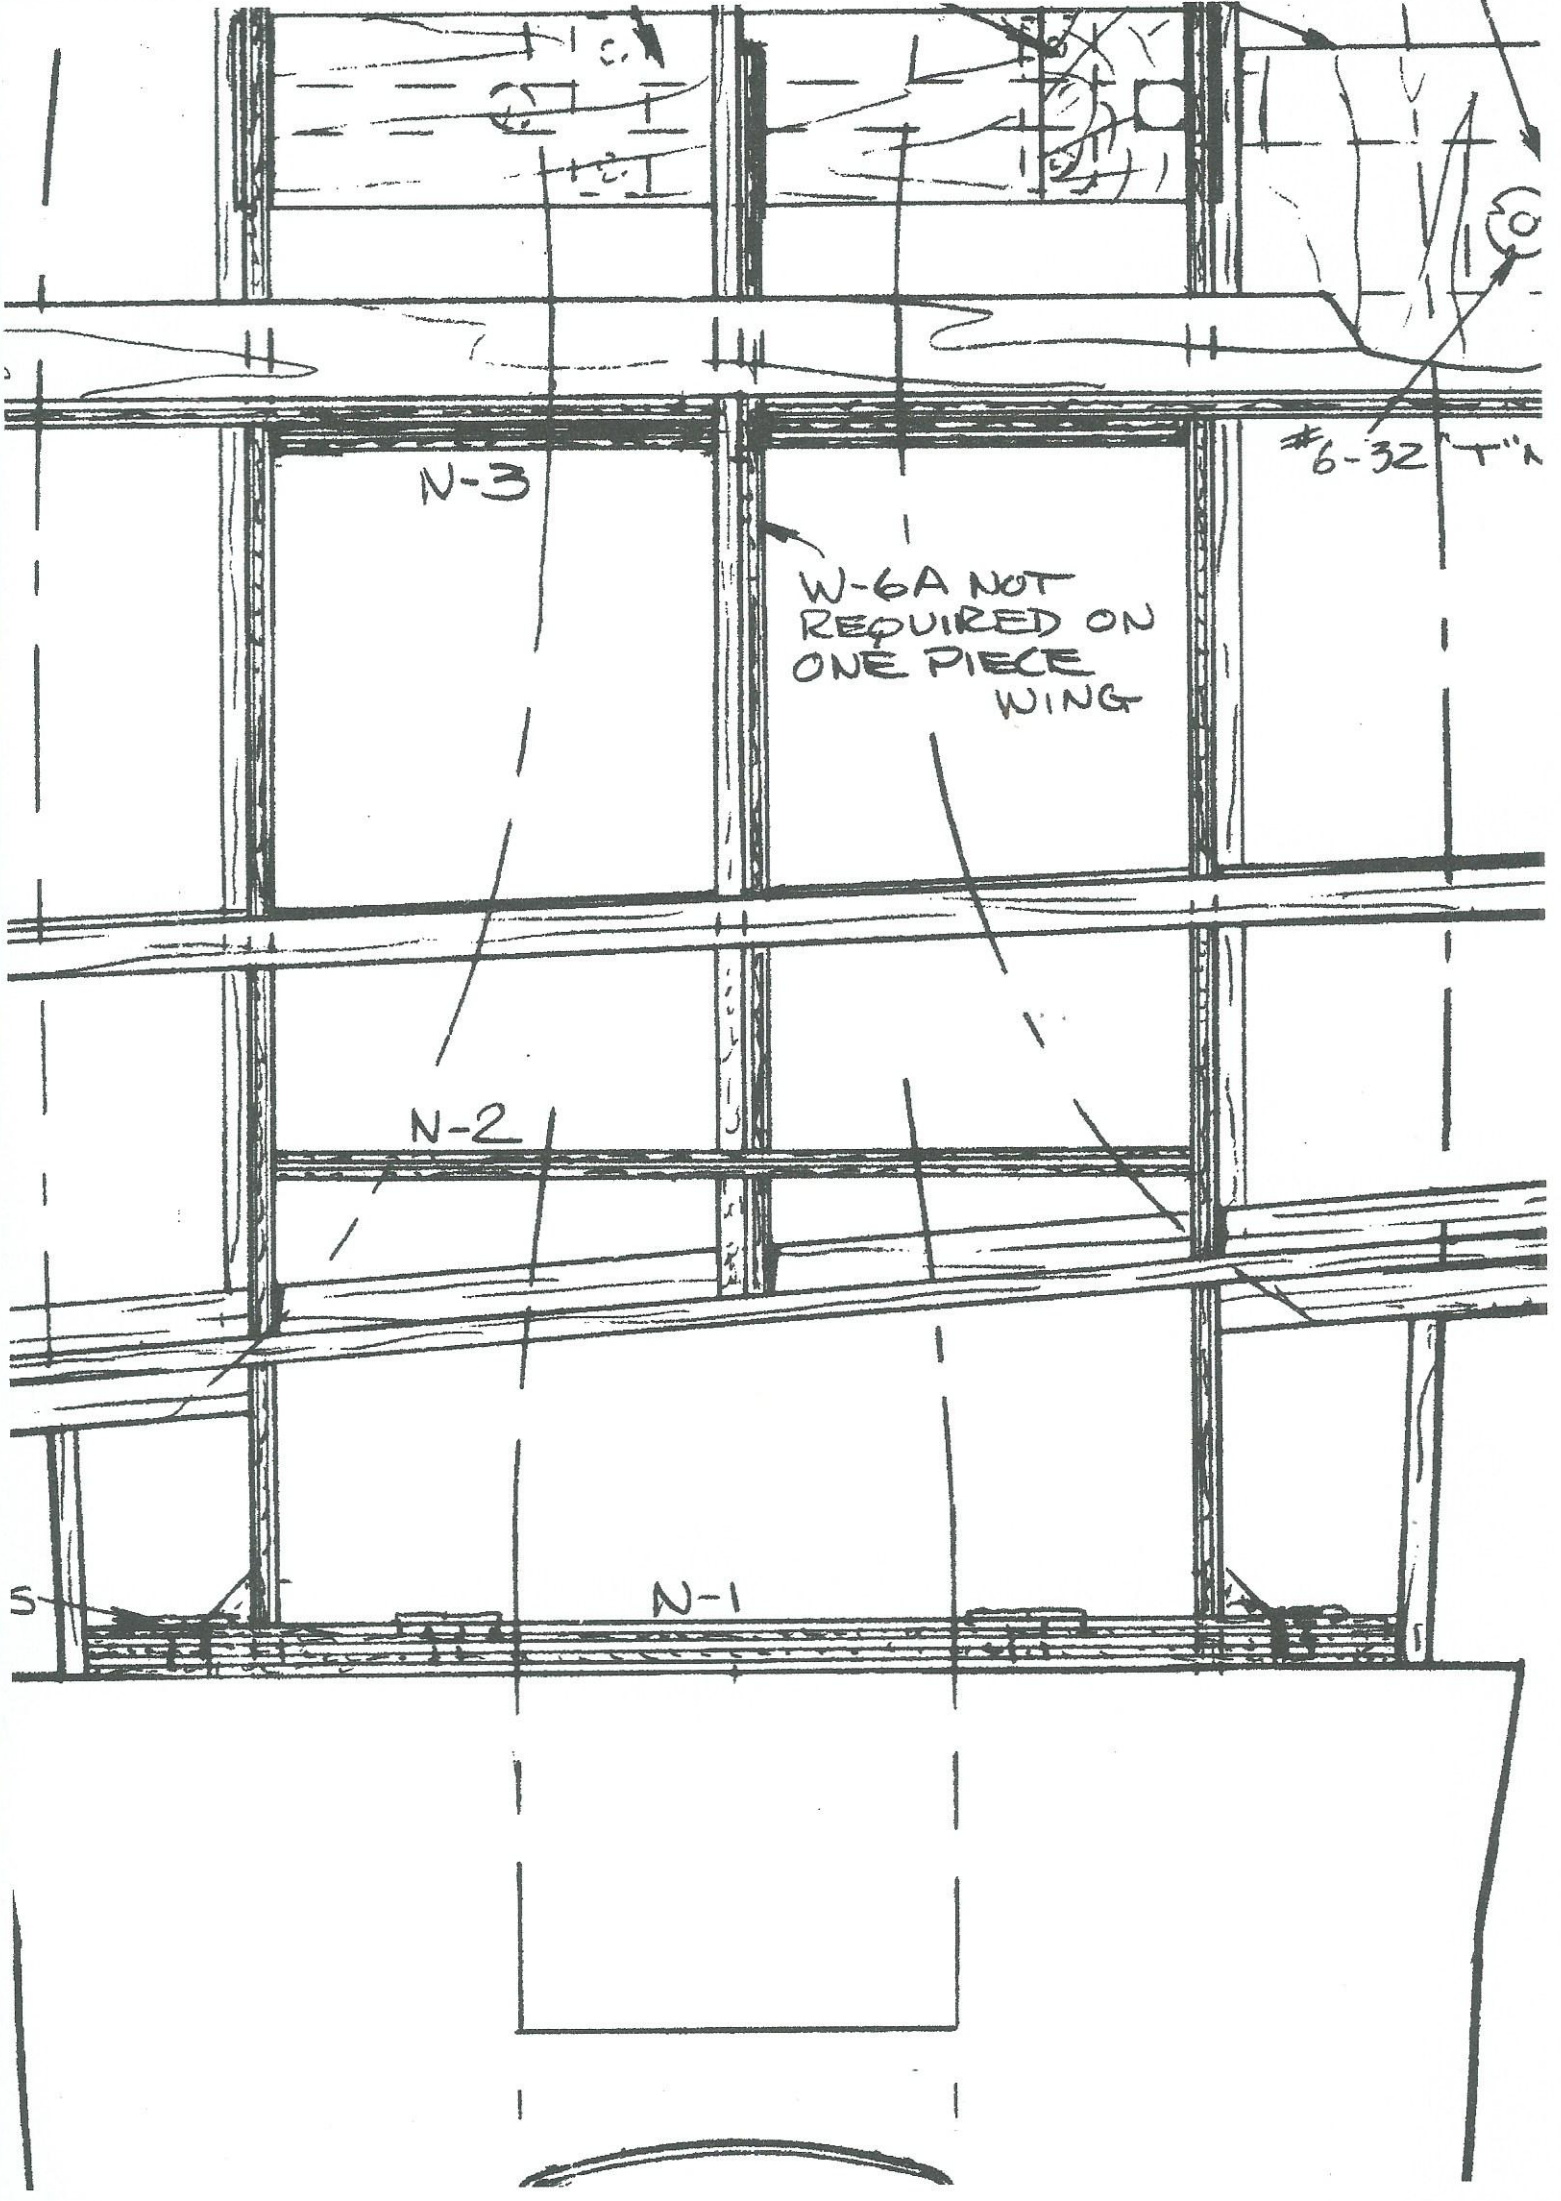 N-3
#6-32 "T"N
W-6A NOT
REQUIRED ON
ONE PIECE
WING
N-2
S
N-1